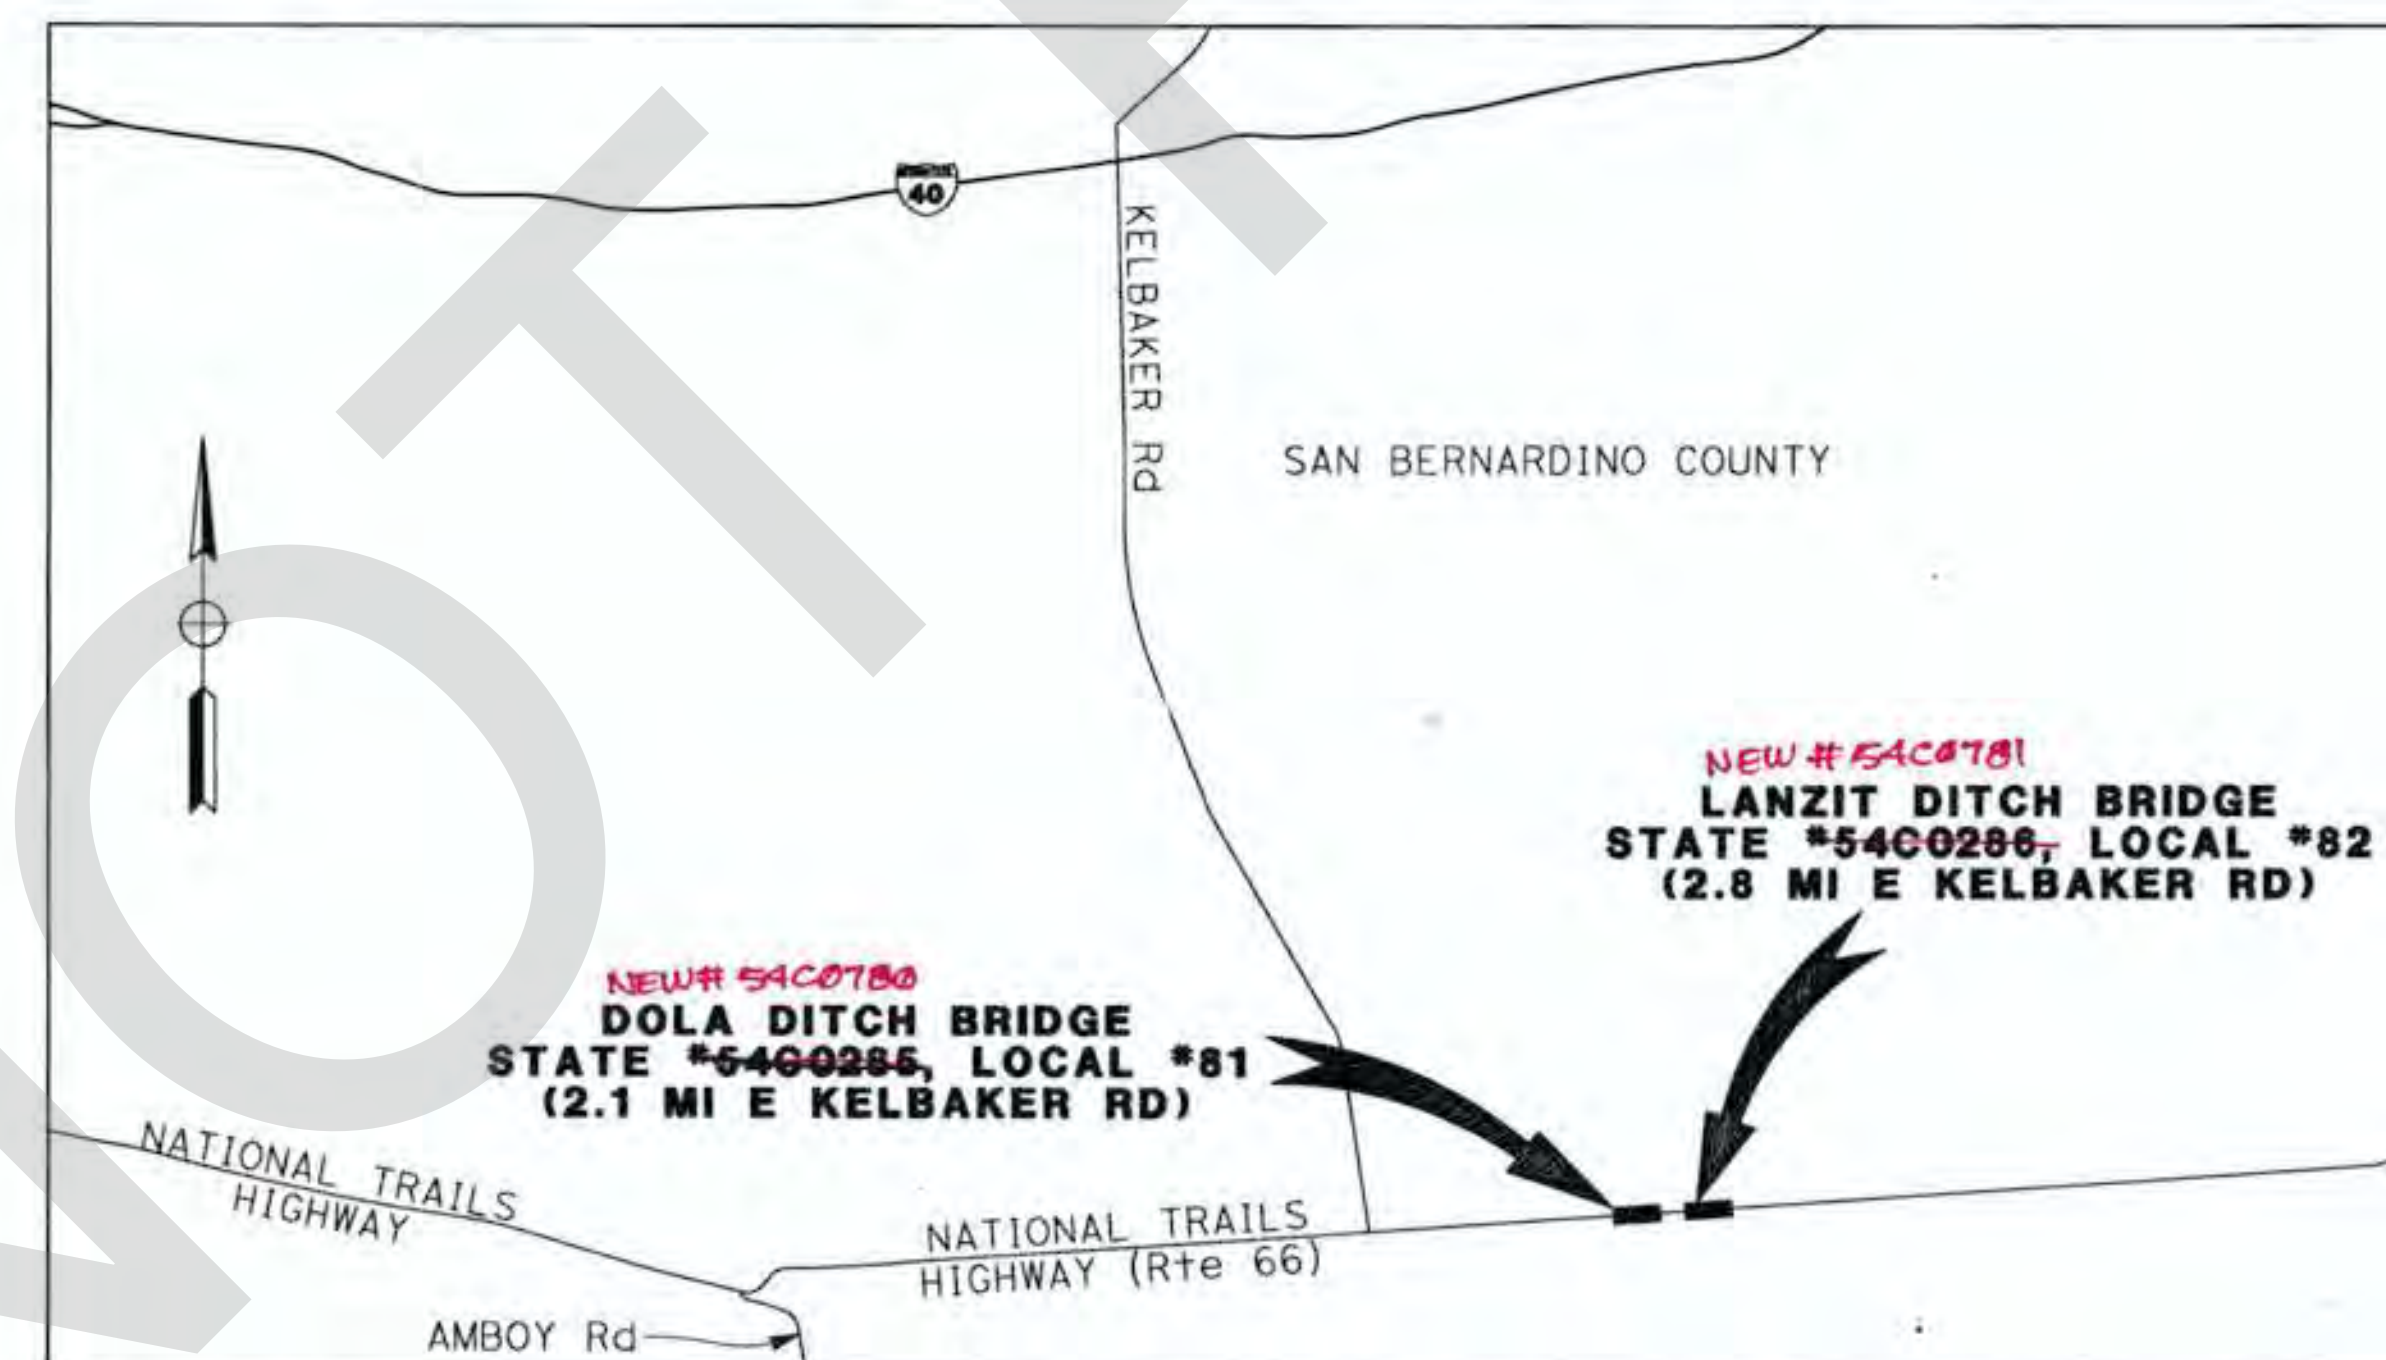 INTERSTATE
40
KELBAKER Rd
SAN BERNARDINO COUNTY
NEW # 54C0781
LANZIT DITCH BRIDGE
STATE #54C0286, LOCAL #82
(2.8 MI E KELBAKER RD)
NEW# 54C0780
DOLA DITCH BRIDGE
STATE #54C0285, LOCAL #81
(2.1 MI E KELBAKER RD)
NATIONAL TRAILS
HIGHWAY
NATIONAL TRAILS
HIGHWAY (Rte 66)
AMBOY Rd